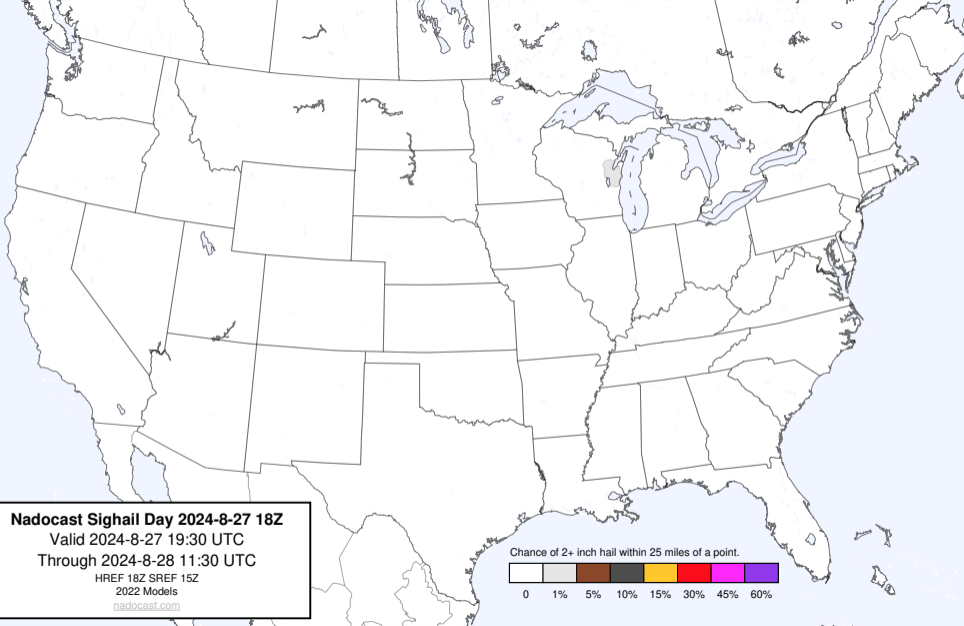 Nadocast Sighail Day 2024-8-27 18Z
Valid 2024-8-27 19:30 UTC
Through 2024-8-28 11:30 UTC
HREF 18Z SREF 15Z
2022 Models
nadocast.com
Chance of 2+ inch hail within 25 miles of a point.
0 1% 5% 10% 15% 30% 45% 60%